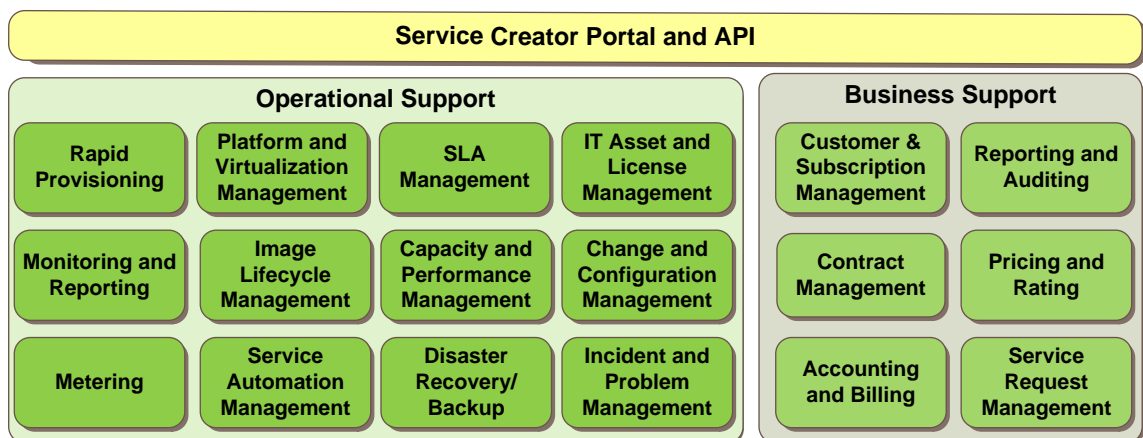 Service Creator Portal and API
Operational Support
Rapid
Provisioning
Platform and
Virtualization
Management
SLA
Management
IT Asset and
License
Management
Monitoring and
Reporting
Image
Lifecycle
Management
Capacity and
Performance
Management
Change and
Configuration
Management
Metering
Service
Automation
Management
Disaster
Recovery/
Backup
Incident and
Problem
Management
Business Support
Customer &
Subscription
Management
Reporting and
Auditing
Contract
Management
Pricing and
Rating
Accounting
and Billing
Service
Request
Management